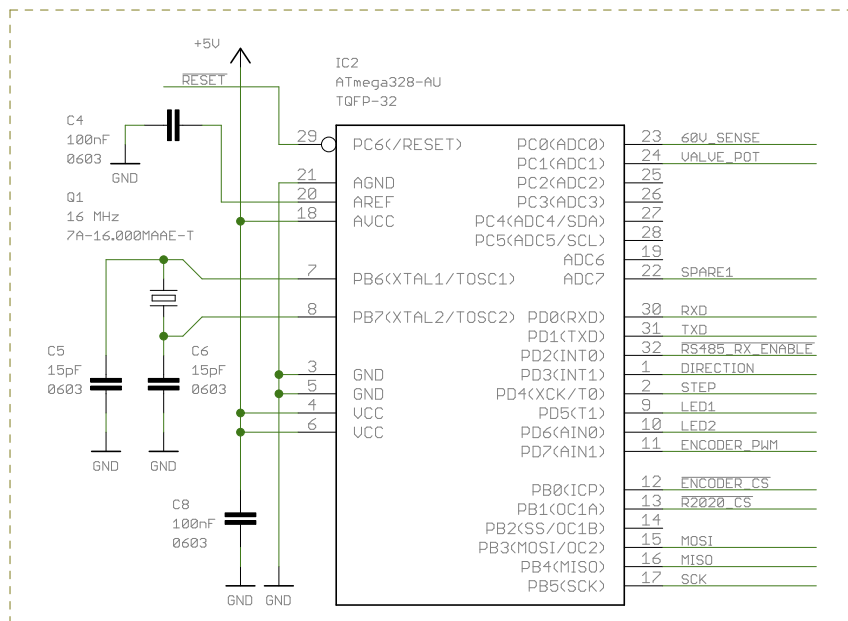 +5V
RESET
IC2
ATmega328-AU
TQFP-32
C4
100nF
0603
GND
Q1
16 MHz
7A-16.000MAAE-T
C5
15pF
0603
GND
C6
15pF
0603
GND
C8
100nF
0603
GND
GND
29 PC6(/RESET)
21 AGND
20 AREF
18 AVCC
7 PB6(XTAL1/TOSC1)
8 PB7(XTAL2/TOSC2)
3 GND
5 GND
4 VCC
6 VCC
PC0(ADC0) 23 60V_SENSE
PC1(ADC1) 24 VALVE_POT
PC2(ADC2) 25
PC3(ADC3) 26
PC4(ADC4/SDA) 27
PC5(ADC5/SCL) 28
ADC6 19
ADC7 22 SPARE1
PD0(RXD) 30 RXD
PD1(TXD) 31 TXD
PD2(INT0) 32 RS485_RX_ENABLE
PD3(INT1) 1 DIRECTION
PD4(XCK/T0) 2 STEP
PD5(T1) 9 LED1
PD6(AIN0) 10 LED2
PD7(AIN1) 11 ENCODER_PWM
PB0(ICP) 12 ENCODER_CS
PB1(OC1A) 13 R2020_CS
PB2(SS/OC1B) 14
PB3(MOSI/OC2) 15 MOSI
PB4(MISO) 16 MISO
PB5(SCK) 17 SCK